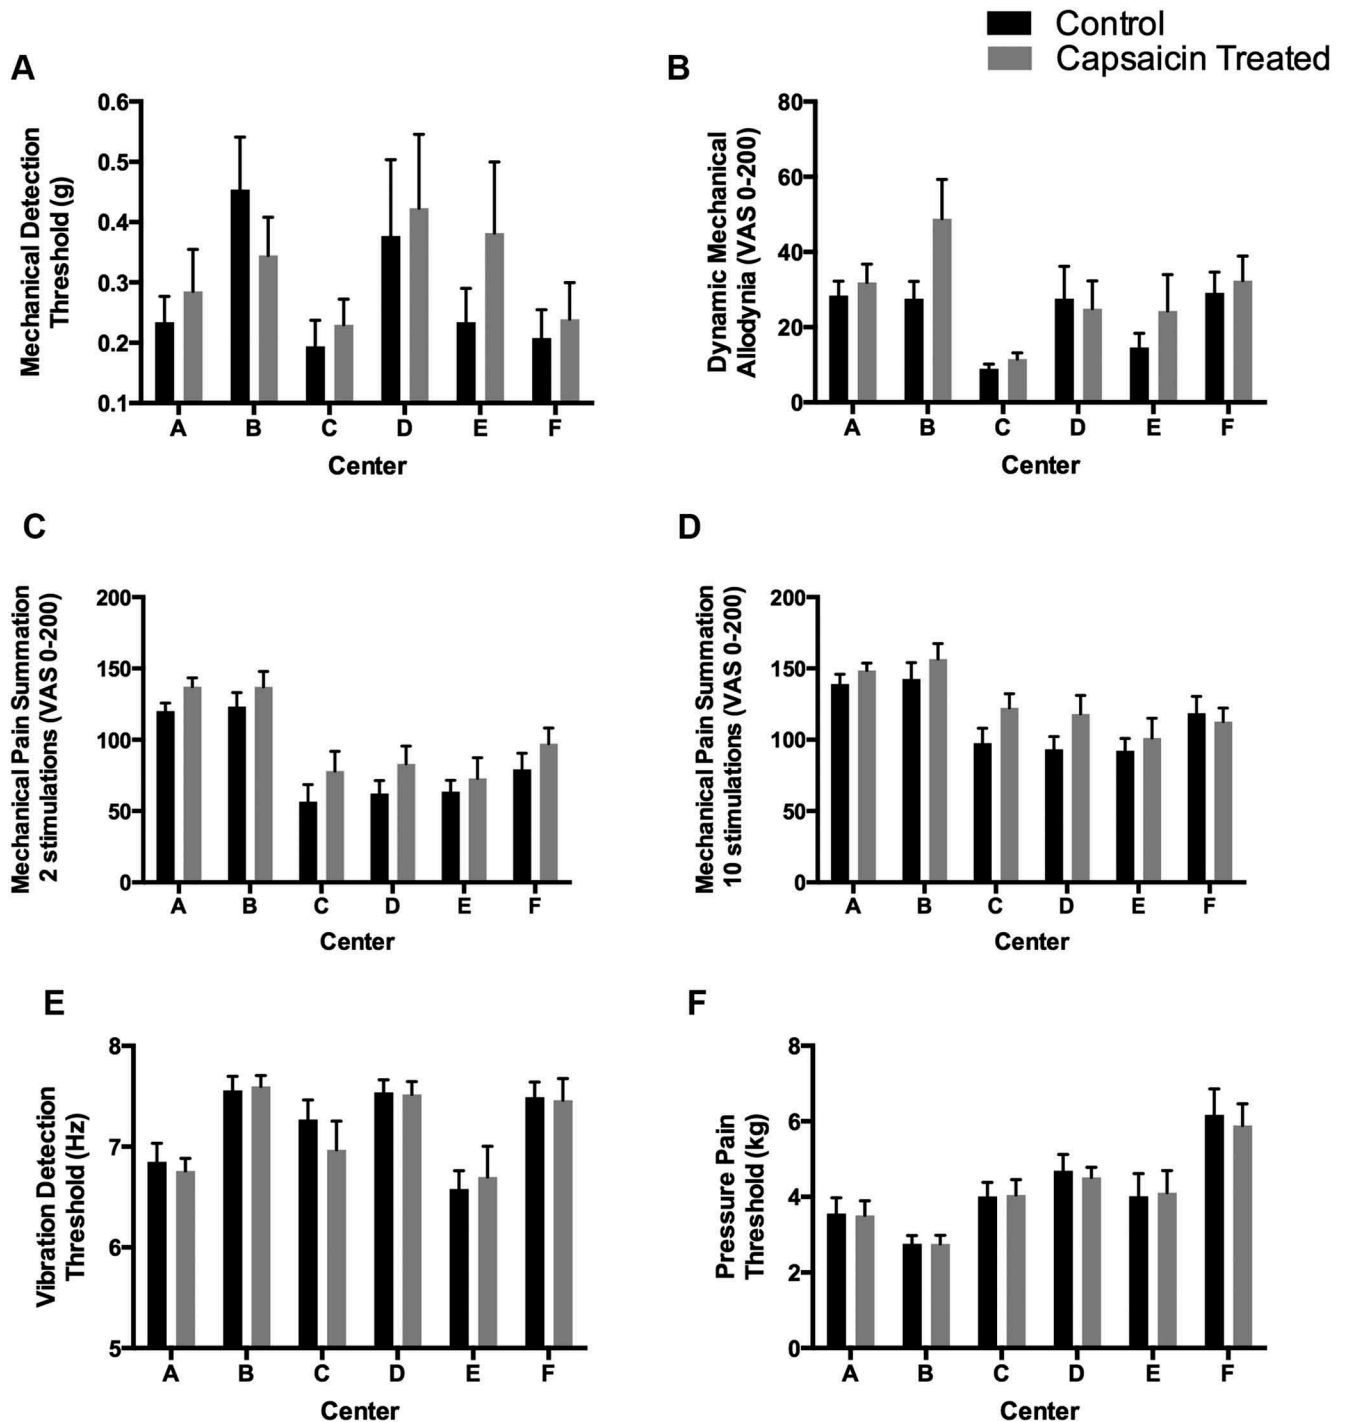 Control
Capsaicin Treated
A
Mechanical Detection
Threshold (g)
0.6
0.5
0.4
0.3
0.2
0.1
A B C D E F
Center
B
Dynamic Mechanical
Allodynia (VAS 0-200)
80
60
40
20
0
A B C D E F
Center
C
Mechanical Pain Summation
2 stimulations (VAS 0-200)
200
150
100
50
0
A B C D E F
Center
D
Mechanical Pain Summation
10 stimulations (VAS 0-200)
200
150
100
50
0
A B C D E F
Center
E
Vibration Detection
Threshold (Hz)
8
7
6
5
A B C D E F
Center
F
Pressure Pain
Threshold (kg)
8
6
4
2
0
A B C D E F
Center